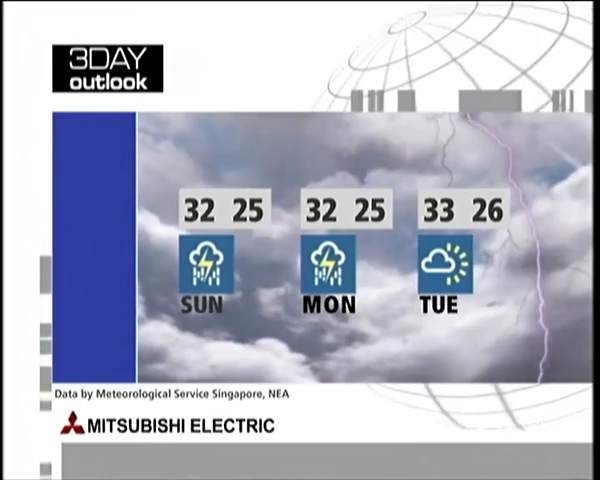 3DAY
outlook
32 25 32 25 33 26
SUN MON TUE
Data by Meteorological Service Singapore, NEA
MITSUBISHI ELECTRIC